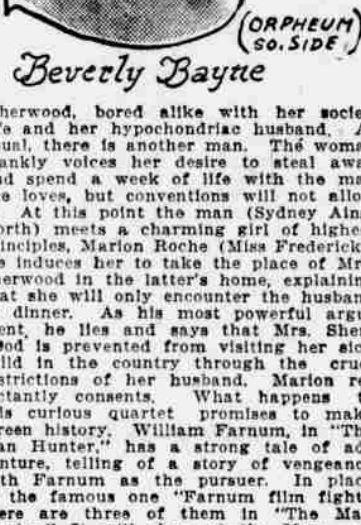 (ORPHEUM
SO. SIDE)
Beverly Bayne
herwood, bored alike with her socie
fe and her hypochondriac husband. A
ual, there is another man. The woma
ankly voices her desire to steal awa
nd spend a week of life with the ma
e loves, but conventions will not allo
At this point the man (Sydney Ains
orth) meets a charming girl of highe
inciples, Marion Roche (Miss Frederick
e induces her to take the place of Mr
erwood in the latter's home, explainin
at she will only encounter the husban
dinner. As his most powerful argu
ent, he lies and says that Mrs. Sher
ood is prevented from visiting her sic
ild in the country through the crue
strictions of her husband. Marion re
ctantly consents. What happens t
is curious quartet promises to mak
reen history. William Farnum, in "Th
an Hunter," has a strong tale of ad
nture, telling of a story of vengeanc
th Farnum as the pursuer. In plac
the famous one "Farnum film fight
ere are three of them in "The Ma